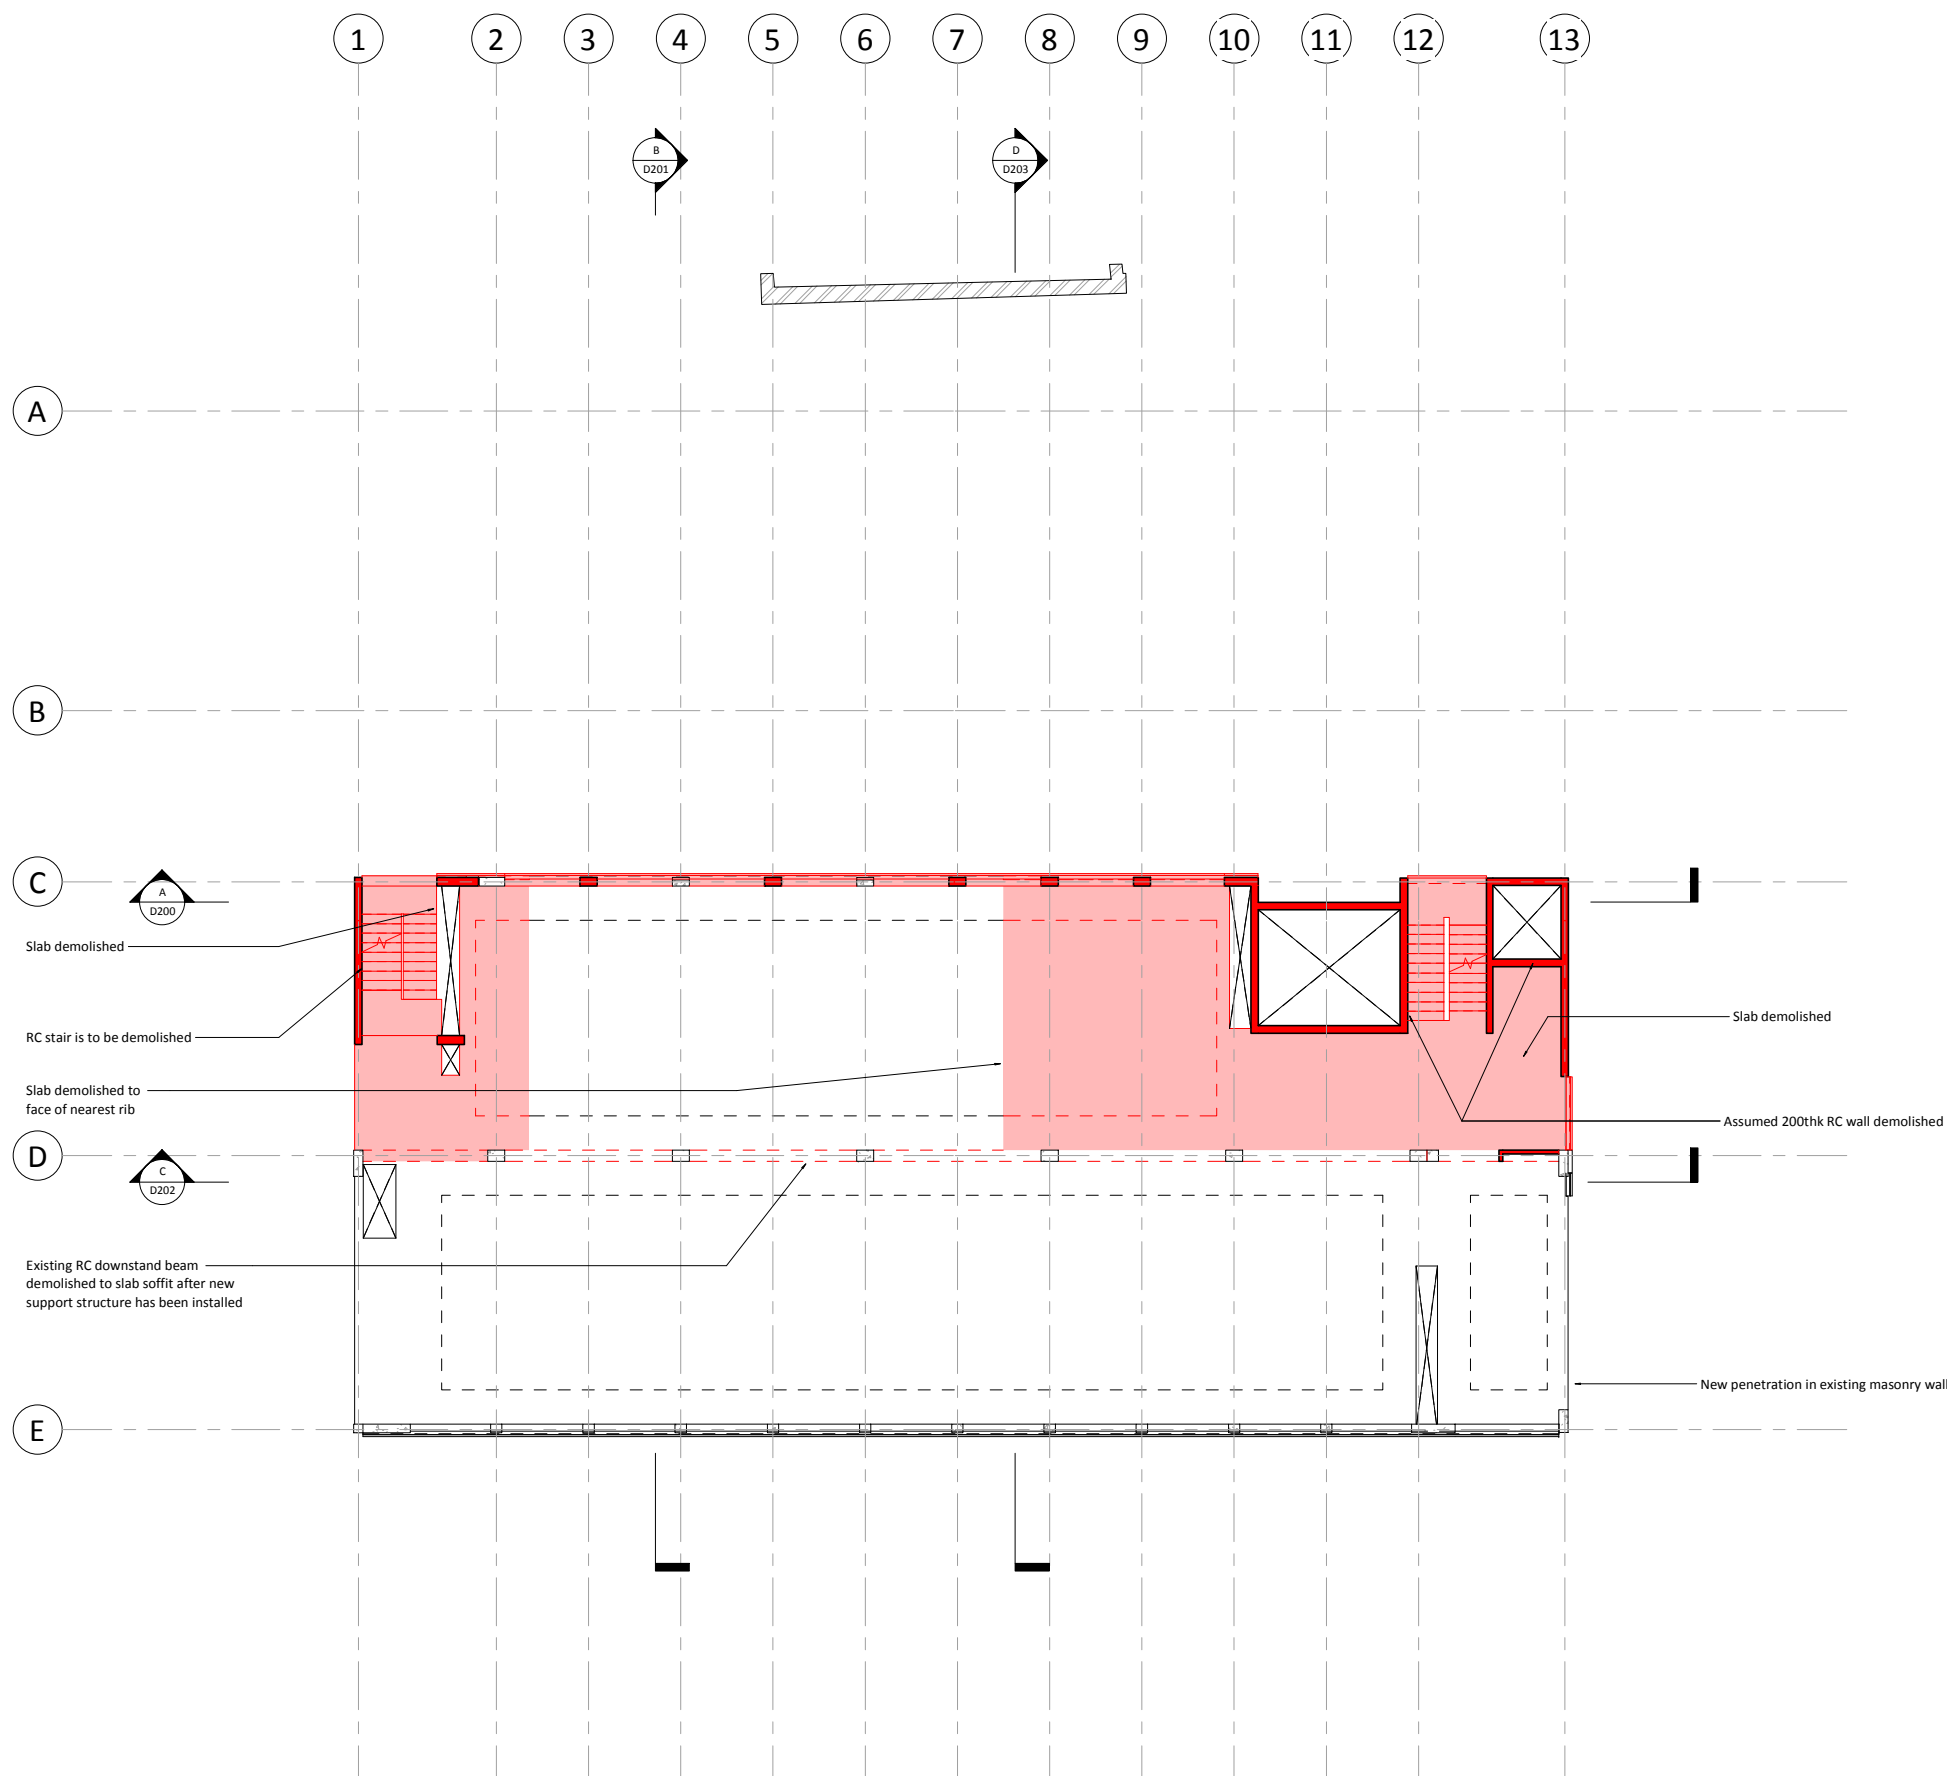 1 2 3 4 5 6 7 8 9 10 11 12 13
B
D201
D
D203
A
B
C
A
D200
Slab demolished
RC stair is to be demolished
Slab demolished
Slab demolished to
face of nearest rib
Assumed 200thk RC wall demolished
D
C
D202
Existing RC downstand beam
demolished to slab soffit after new
support structure has been installed
New penetration in existing masonry wall
E